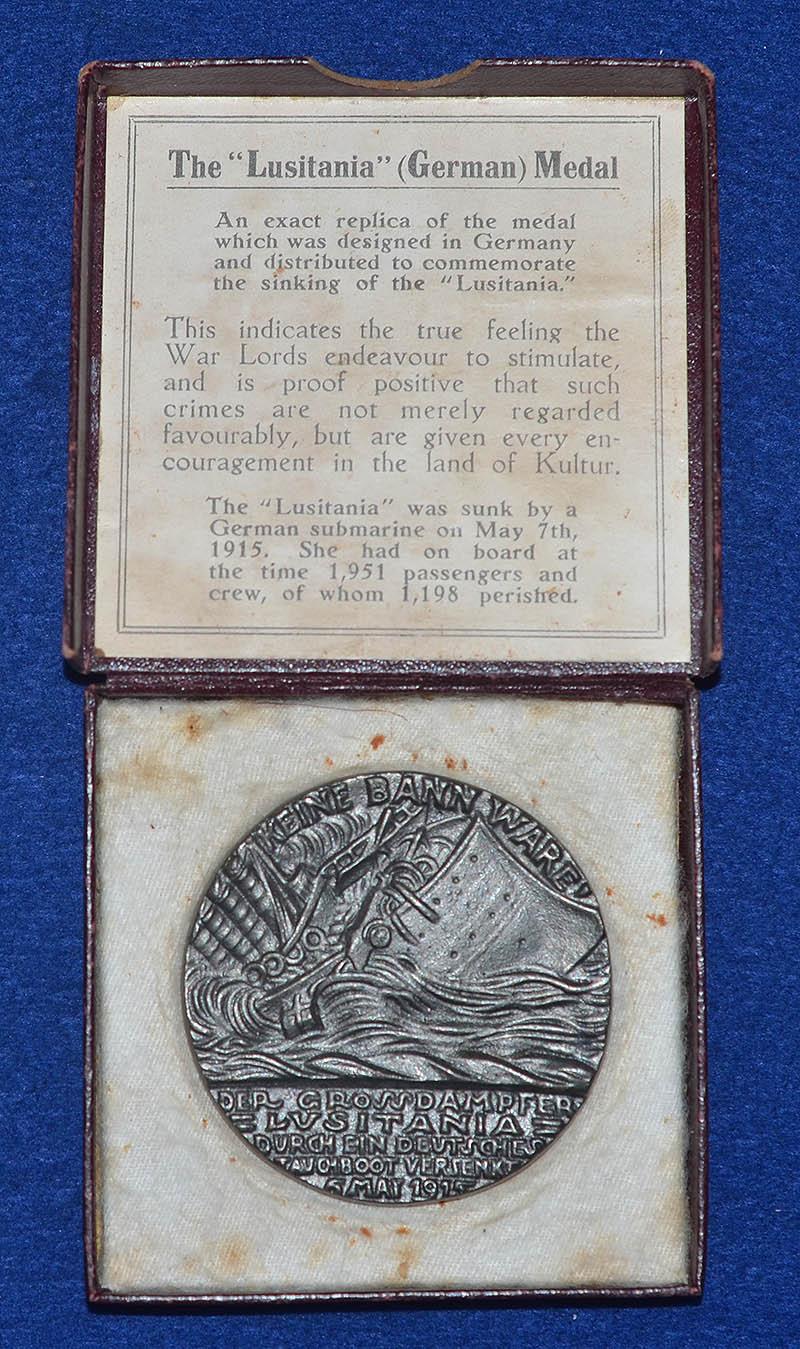 The "Lusitania" (German) Medal
An exact replica of the medal
which was designed in Germany
and distributed to commemorate
the sinking of the "Lusitania."
This indicates the true feeling the
War Lords endeavour to stimulate,
and is proof positive that such
crimes are not merely regarded
favourably, but are given every en-
couragement in the land of Kultur.
The "Lusitania" was sunk by a
German submarine on May 7th,
1915. She had on board at
the time 1,951 passengers and
crew, of whom 1,198 perished.
KEINE BANN WARE!
DER GROSSDAMPFER
LUSITANIA
DURCH EIN DEUTSCHES
TAUCHBOOT VERSENKT
5 MAI 1915